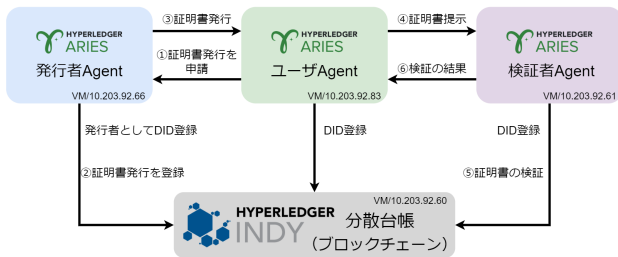 HYPERLEDGER
ARIES
発行者Agent
VM/10.203.92.66
③証明書発行
①証明書発行を
申請
HYPERLEDGER
ARIES
ユーザAgent
VM/10.203.92.83
④証明書提示
⑥検証の結果
HYPERLEDGER
ARIES
検証者Agent
VM/10.203.92.61
発行者としてDID登録
②証明書発行を登録
DID登録
DID登録
⑤証明書の検証
VM/10.203.92.60
HYPERLEDGER
INDY
分散台帳
（ブロックチェーン）